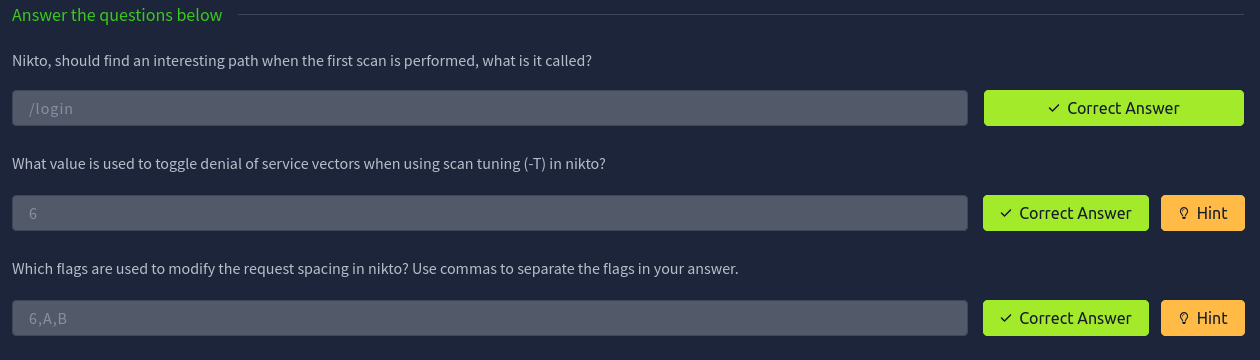 Answer the questions below
Nikto, should find an interesting path when the first scan is performed, what is it called?
/login
Correct Answer
What value is used to toggle denial of service vectors when using scan tuning (-T) in nikto?
6
Correct Answer
Hint
Which flags are used to modify the request spacing in nikto? Use commas to separate the flags in your answer.
6,A,B
Correct Answer
Hint